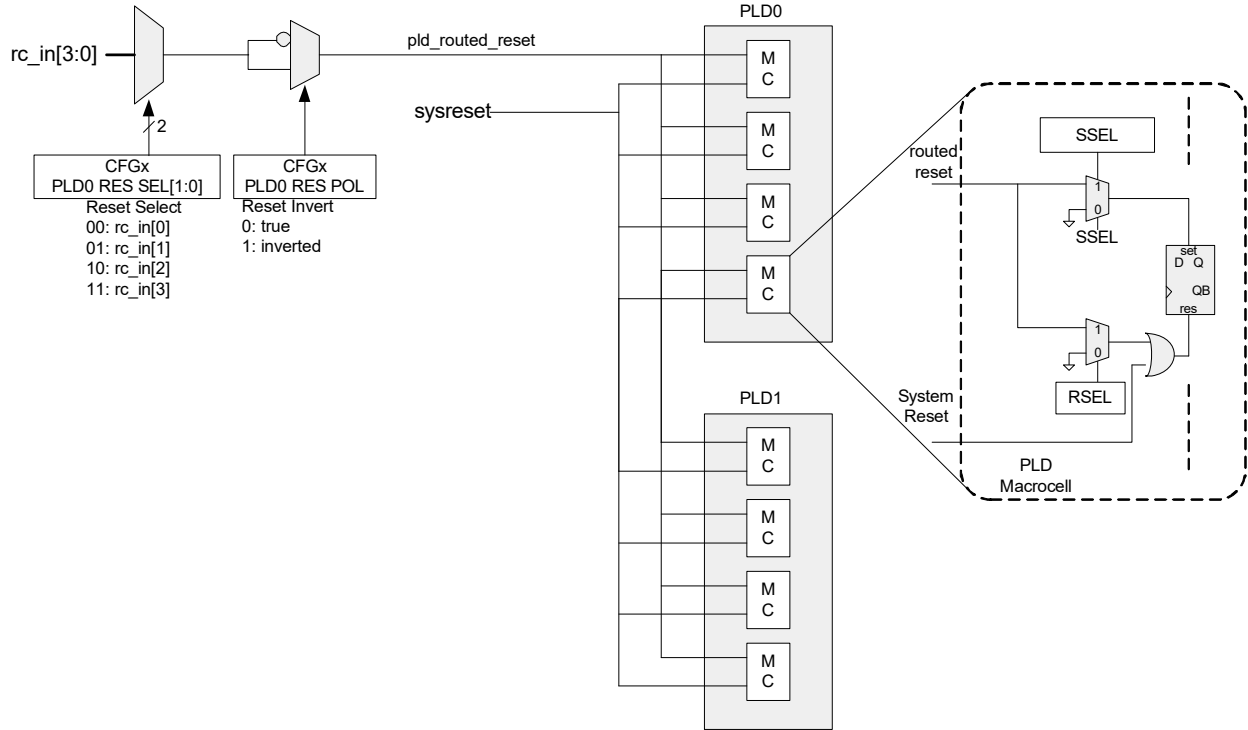 PLD0
rc_in[3:0]
pld_routed_reset
sysreset
2
CFGx
PLD0 RES SEL[1:0]
Reset Select
00: rc_in[0]
01: rc_in[1]
10: rc_in[2]
11: rc_in[3]
CFGx
PLD0 RES POL
Reset Invert
0: true
1: inverted
M
C
M
C
M
C
M
C
PLD1
M
C
M
C
M
C
M
C
routed
reset
SSEL
1
0
SSEL
set
D Q
QB
res
1
0
RSEL
System
Reset
PLD
Macrocell